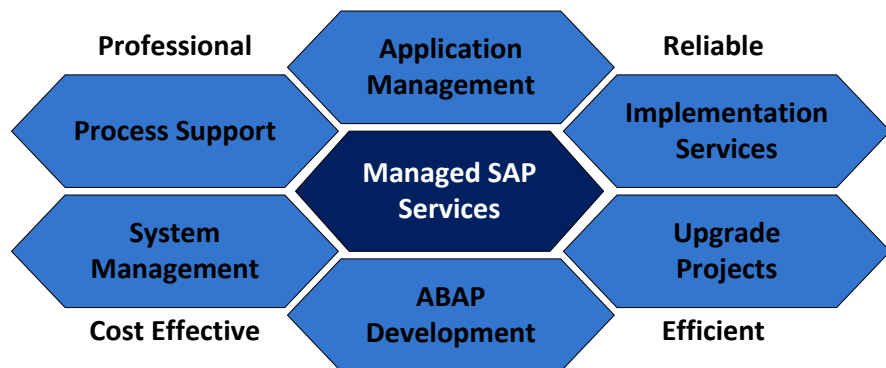 Professional
Application
Management
Reliable
Process Support
Implementation
Services
Managed SAP
Services
System
Management
Upgrade
Projects
ABAP
Development
Cost Effective
Efficient